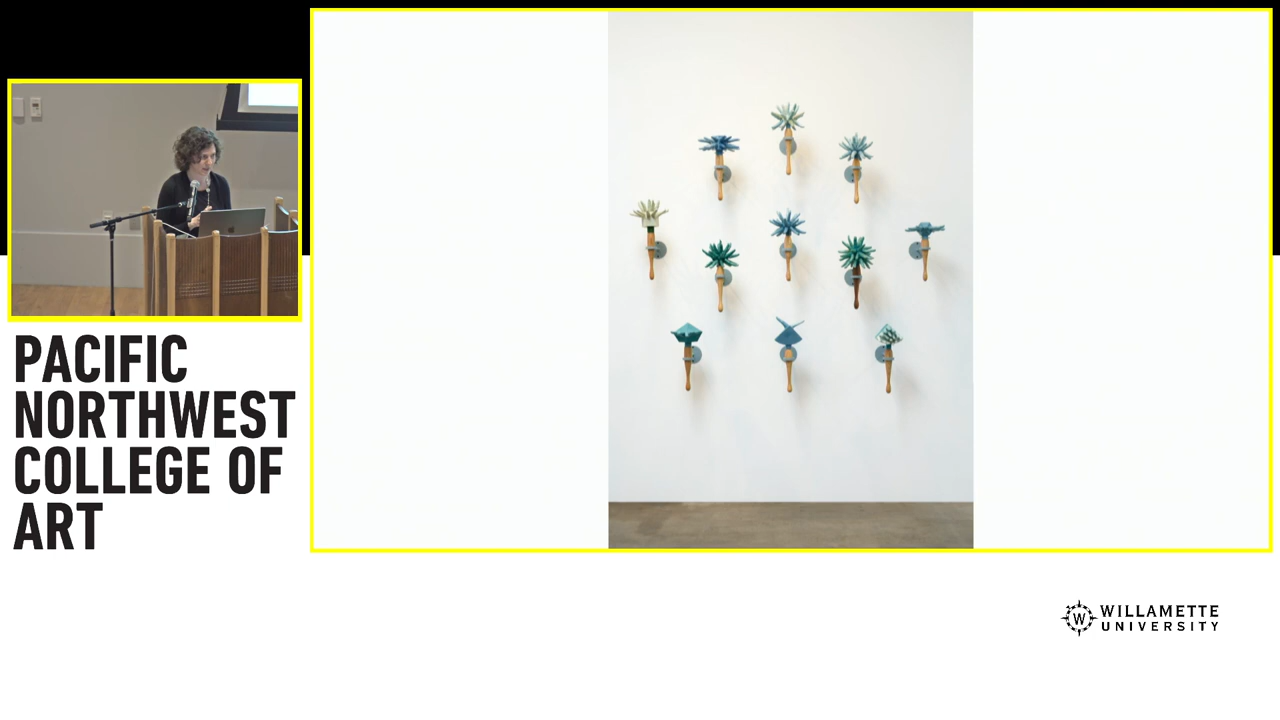 PACIFIC
NORTHWEST
COLLEGE OF
ART
W
WILLAMETTE
UNIVERSITY